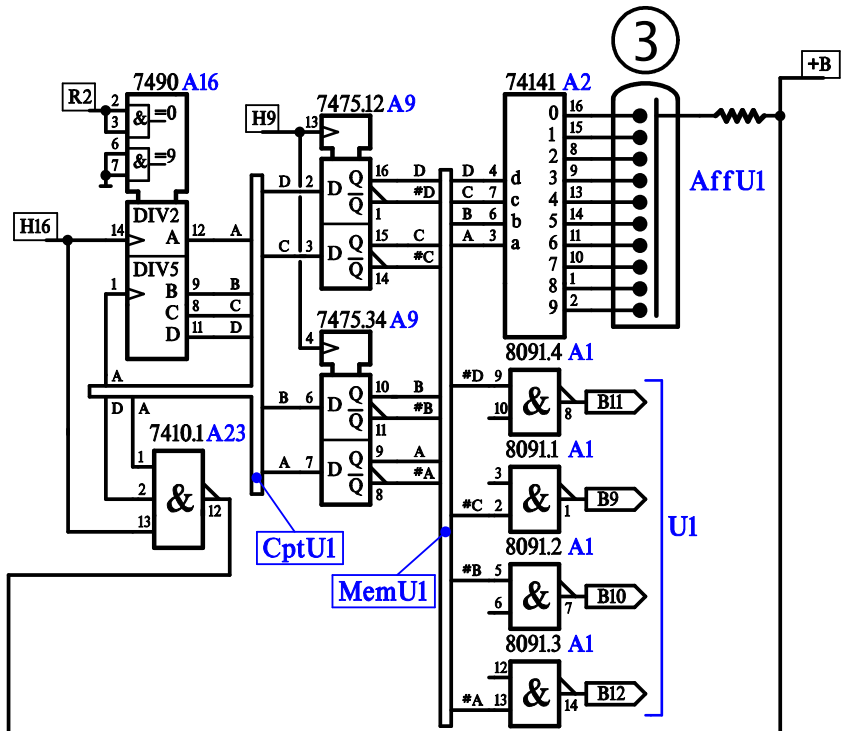 3
+B
7490 A16
R2
2
3
&
=0
6
7
&
=9
DIV2
A
H16
14
12
A
DIV5
1
B
C
D
9
8
11
B
C
D
A
D
A
7410.1 A23
1
2
13
&
12
7475.12 A9
H9
13
D
2
D
Q
Q
16
D
#D
1
C
3
D
Q
Q
15
C
#C
14
7475.34 A9
4
B
6
D
Q
Q
10
B
#B
11
A
7
D
Q
Q
9
A
#A
8
CptU1
MemU1
74141 A2
D
4
d
C
7
c
B
6
b
A
3
a
0
16
1
15
2
8
3
9
4
13
5
14
6
11
7
10
8
1
9
2
AffU1
8091.4 A1
#D
9
10
&
8
B11
8091.1 A1
3
#C
2
&
1
B9
8091.2 A1
#B
5
6
&
7
B10
8091.3 A1
12
#A
13
&
14
B12
U1